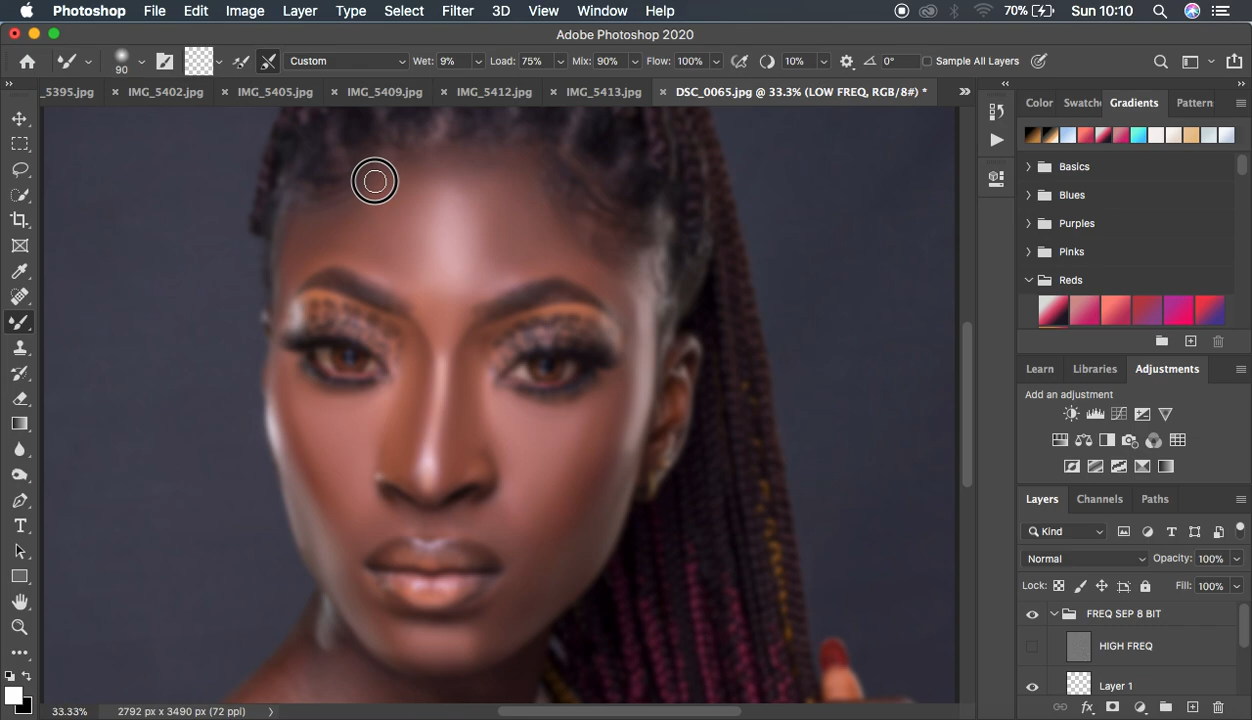 Photoshop File Edit Image Layer Type Select Filter 3D View Window Help 70% Sun 10:10
Adobe Photoshop 2020
90 Custom Wet: 9% Load: 75% Mix: 90% Flow: 100% 10% 0° Sample All Layers
_5395.jpg IMG_5402.jpg IMG_5405.jpg IMG_5409.jpg IMG_5412.jpg IMG_5413.jpg DSC_0065.jpg @ 33.3% (LOW FREQ, RGB/8#) *
Color Swatche Gradients Pattern
Basics
Blues
Purples
Pinks
Reds
Learn Libraries Adjustments
Add an adjustment
Layers Channels Paths
Kind
Normal Opacity: 100%
Lock: Fill: 100%
FREQ SEP 8 BIT
HIGH FREQ
Layer 1
33.33% 2792 px x 3490 px (72 ppi)